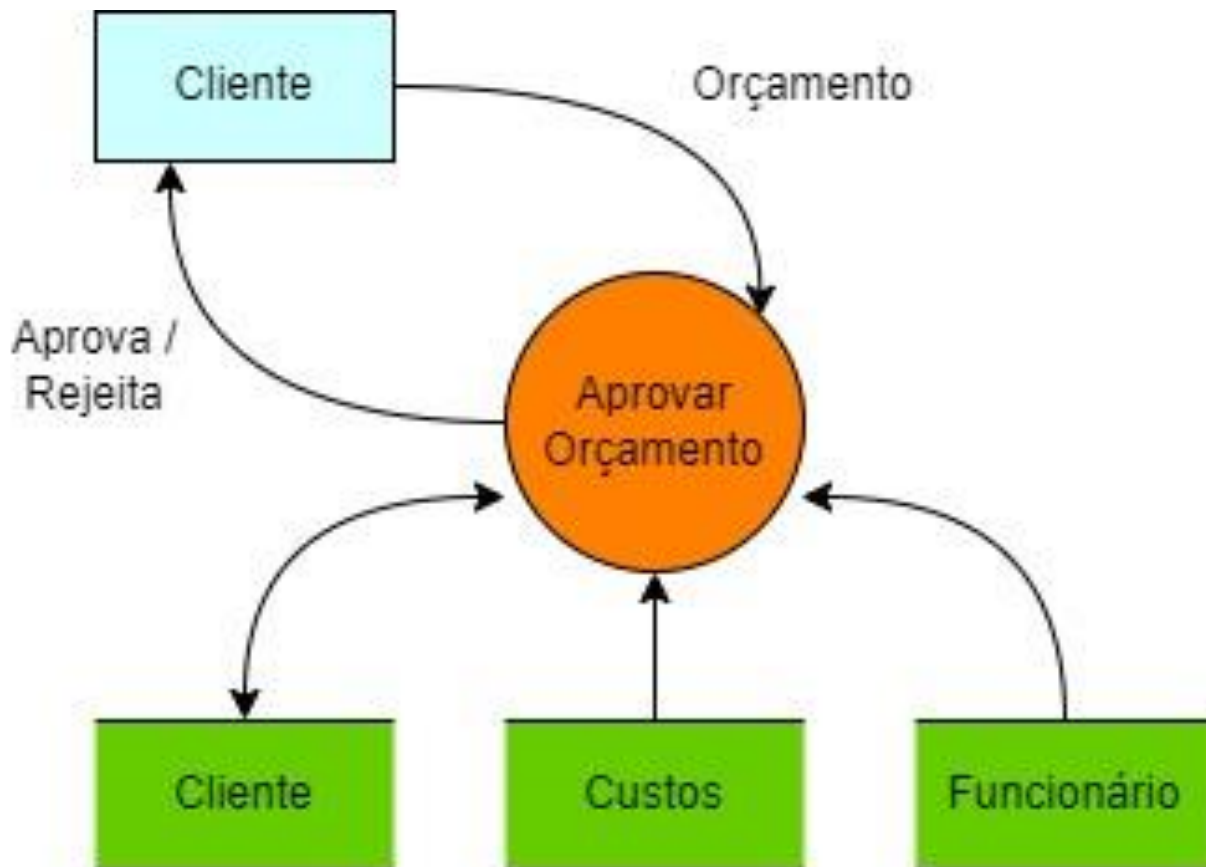 Cliente
Orçamento
Aprova /
Rejeita
Aprovar
Orçamento
Cliente
Custos
Funcionário